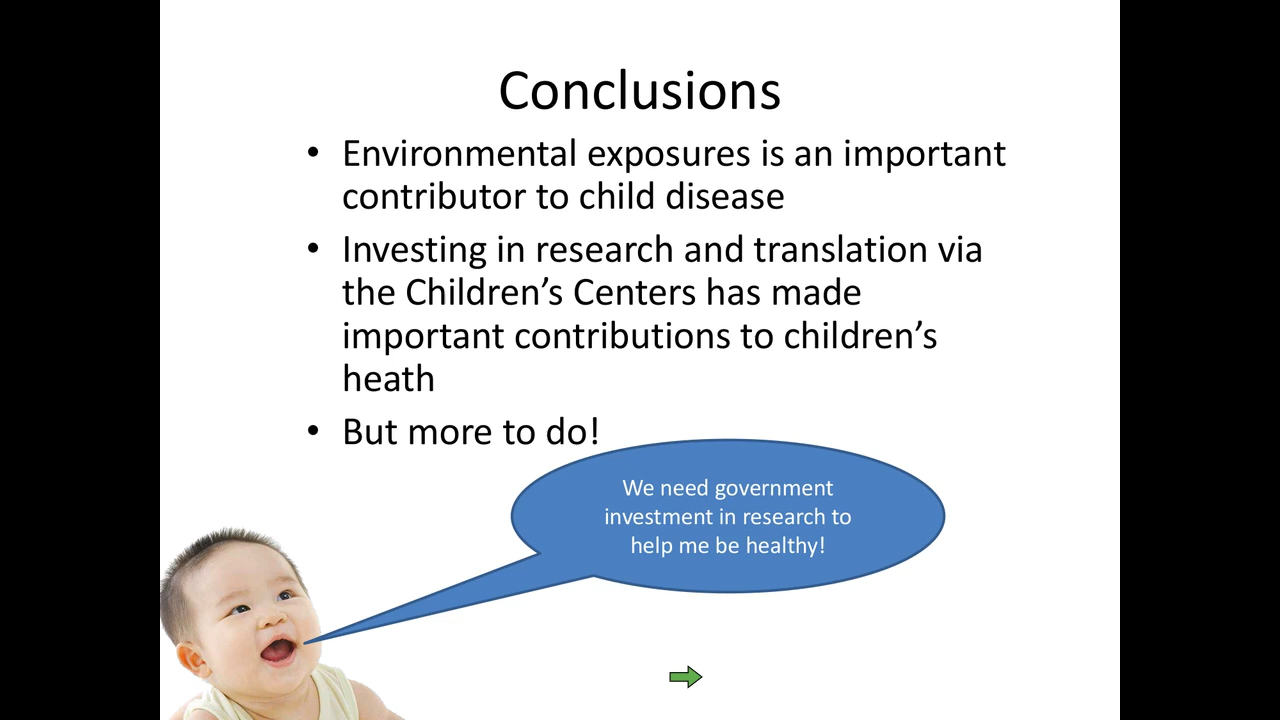 Conclusions
• Environmental exposures is an important
contributor to child disease
• Investing in research and translation via
the Children’s Centers has made
important contributions to children’s
heath
• But more to do!
We need government
investment in research to
help me be healthy!